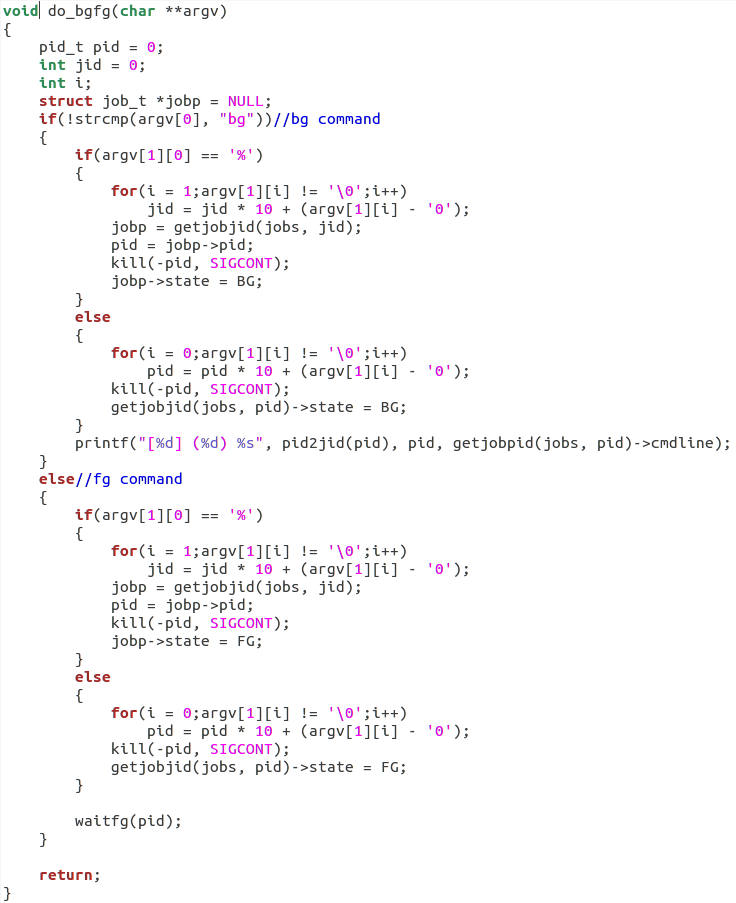 void do_bgfg(char **argv)
{
    pid_t pid = 0;
    int jid = 0;
    int i;
    struct job_t *jobp = NULL;
    if(!strcmp(argv[0], "bg"))//bg command
    {
        if(argv[1][0] == '%')
        {
            for(i = 1;argv[1][i] != '\0';i++)
                jid = jid * 10 + (argv[1][i] - '0');
            jobp = getjobjid(jobs, jid);
            pid = jobp->pid;
            kill(-pid, SIGCONT);
            jobp->state = BG;
        }
        else
        {
            for(i = 0;argv[1][i] != '\0';i++)
                pid = pid * 10 + (argv[1][i] - '0');
            kill(-pid, SIGCONT);
            getjobjid(jobs, pid)->state = BG;
        }
        printf("[%d] (%d) %s", pid2jid(pid), pid, getjobpid(jobs, pid)->cmdline);
    }
    else//fg command
    {
        if(argv[1][0] == '%')
        {
            for(i = 1;argv[1][i] != '\0';i++)
                jid = jid * 10 + (argv[1][i] - '0');
            jobp = getjobjid(jobs, jid);
            pid = jobp->pid;
            kill(-pid, SIGCONT);
            jobp->state = FG;
        }
        else
        {
            for(i = 0;argv[1][i] != '\0';i++)
                pid = pid * 10 + (argv[1][i] - '0');
            kill(-pid, SIGCONT);
            getjobjid(jobs, pid)->state = FG;
        }

        waitfg(pid);
    }

    return;
}